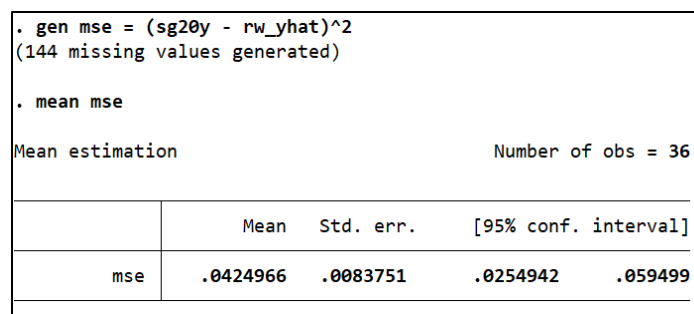 . gen mse = (sg20y - rw_yhat)^2
(144 missing values generated)
. mean mse
Mean estimation Number of obs = 36
Mean Std. err. [95% conf. interval]
mse .0424966 .0083751 .0254942 .059499